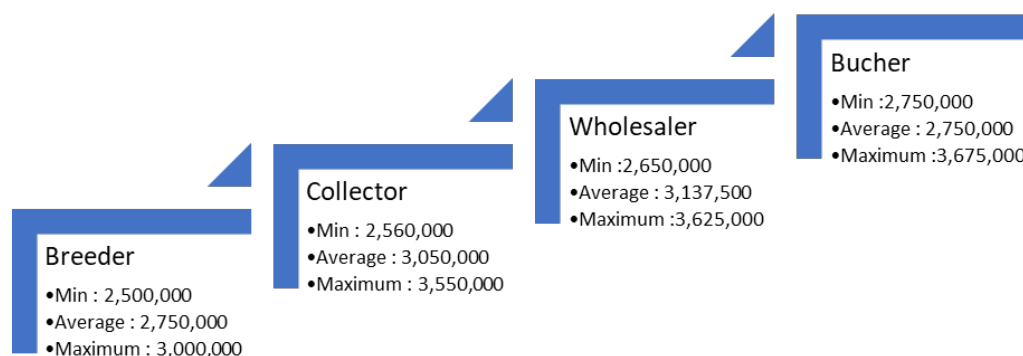 Breeder
•Min : 2,500,000
•Average : 2,750,000
•Maximum : 3,000,000
Collector
•Min : 2,560,000
•Average : 3,050,000
•Maximum : 3,550,000
Wholesaler
•Min :2,650,000
•Average : 3,137,500
•Maximum :3,625,000
Bucher
•Min :2,750,000
•Average : 2,750,000
•Maximum : 3,675,000